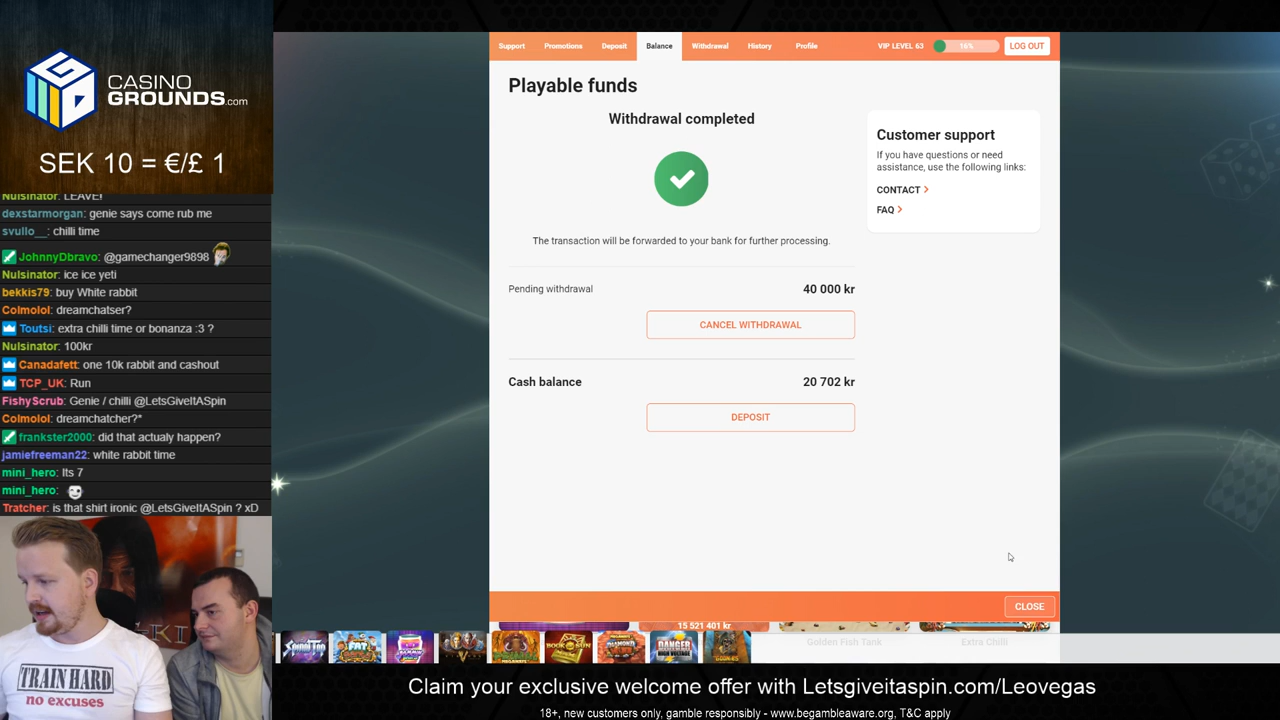 CASINO
GROUNDS.com
SEK 10 = €/£ 1
Nulsinator: LEAVE!
dexstarmorgan: genie says come rub me
svullo__: chilli time
JohnnyDbravo: @gamechanger9898
Nulsinator: ice ice yeti
bekkis79: buy White rabbit
Colmolol: dreamchatser?
Toutsi: extra chilli time or bonanza :3 ?
Nulsinator: 100kr
Canadafett: one 10k rabbit and cashout
TCP_UK: Run
FishyScrub: Genie / chilli @LetsGiveItASpin
Colmolol: dreamchatcher?*
frankster2000: did that actualy happen?
jamiefreeman22: white rabbit time
mini_hero: Its 7
mini_hero:
Tratcher: is that shirt ironic @LetsGiveItASpin ? xD
TRAIN HARD
no excuses
Support Promotions Deposit Balance Withdrawal History Profile VIP LEVEL 63 16% LOG OUT
Playable funds
Withdrawal completed
The transaction will be forwarded to your bank for further processing.
Pending withdrawal 40 000 kr
CANCEL WITHDRAWAL
Cash balance 20 702 kr
DEPOSIT
Customer support
If you have questions or need
assistance, use the following links:
CONTACT
FAQ
CLOSE
15 521 401 kr
Golden Fish Tank Extra Chilli
Claim your exclusive welcome offer with Letsgiveitaspin.com/Leovegas
18+, new customers only, gamble responsibly - www.begambleaware.org, T&C apply